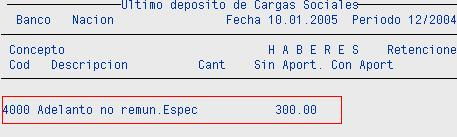 Ultimo deposito de Cargas Sociales
Banco Nacion Fecha 10.01.2005 Periodo 12/2004
Concepto H A B E R E S Retencione
Cod Descripcion Cant Sin Aport. Con Aport
4000 Adelanto no remun.Espec 300.00